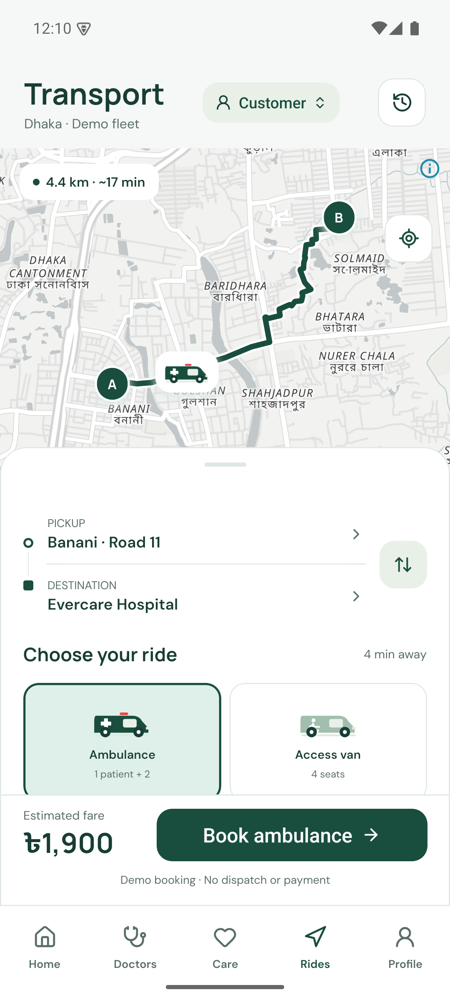 12:10
Transport
Customer
Dhaka · Demo fleet
এলাকা
4.4 km · ~17 min
B
DHAKA
CANTONMENT
ঢাকা সেনানিবাস
SOLMAID
সোলমাইদ
BARIDHARA
বারিধারা
BHATARA
ভাটারা
NURER CHALA
নুরের চালা
A
GULSHAN
গুলশান
SHAHJADPUR
শাহজাদপুর
BANANI
বনানী
PICKUP
Banani · Road 11
DESTINATION
Evercare Hospital
Choose your ride
4 min away
Ambulance
1 patient + 2
Access van
4 seats
Estimated fare
৳1,900
Book ambulance
Demo booking · No dispatch or payment
Home
Doctors
Care
Rides
Profile